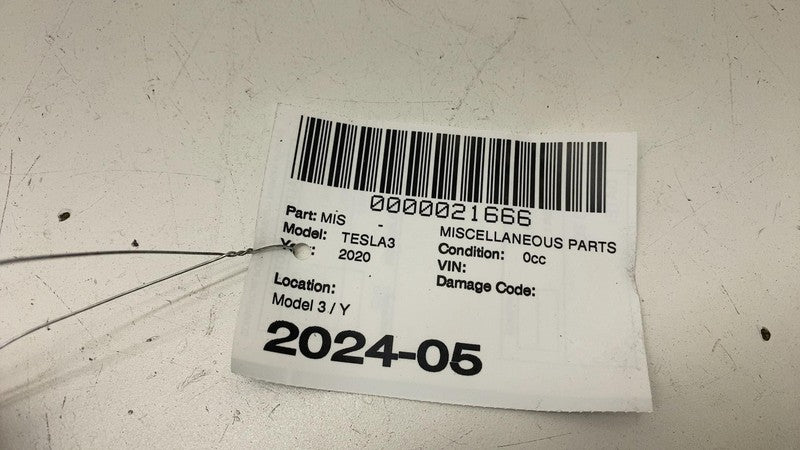 0000021666
Part: MIS - MISCELLANEOUS PARTS
Model: TESLA3 Condition: 0cc
2020 VIN:
Location: Damage Code:
Model 3 / Y
2024-05